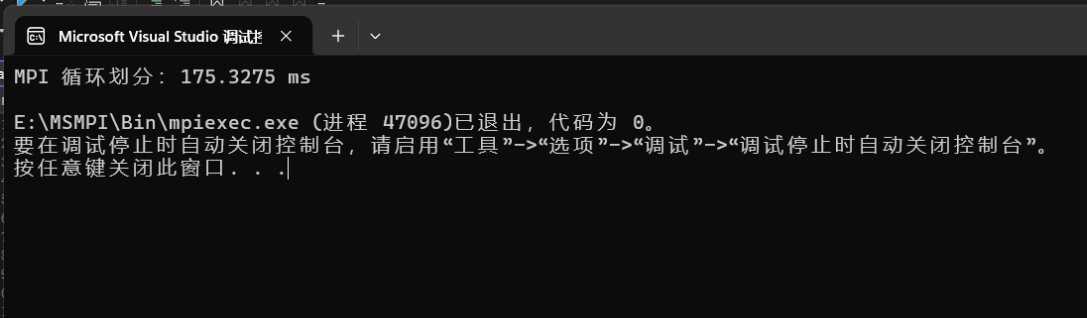 Microsoft Visual Studio 调试控
MPI 循环划分: 175.3275 ms
E:\MSMPI\Bin\mpiexec.exe (进程 47096)已退出，代码为 0。
要在调试停止时自动关闭控制台，请启用“工具”->“选项”->“调试”->“调试停止时自动关闭控制台”。
按任意键关闭此窗口. . .